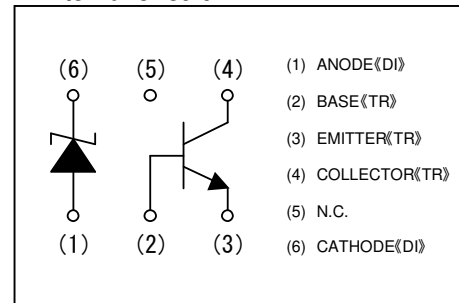 (6) (5) (4)
(1) (2) (3)
(1) ANODE《DI》
(2) BASE《TR》
(3) EMITTER《TR》
(4) COLLECTOR《TR》
(5) N.C.
(6) CATHODE《DI》